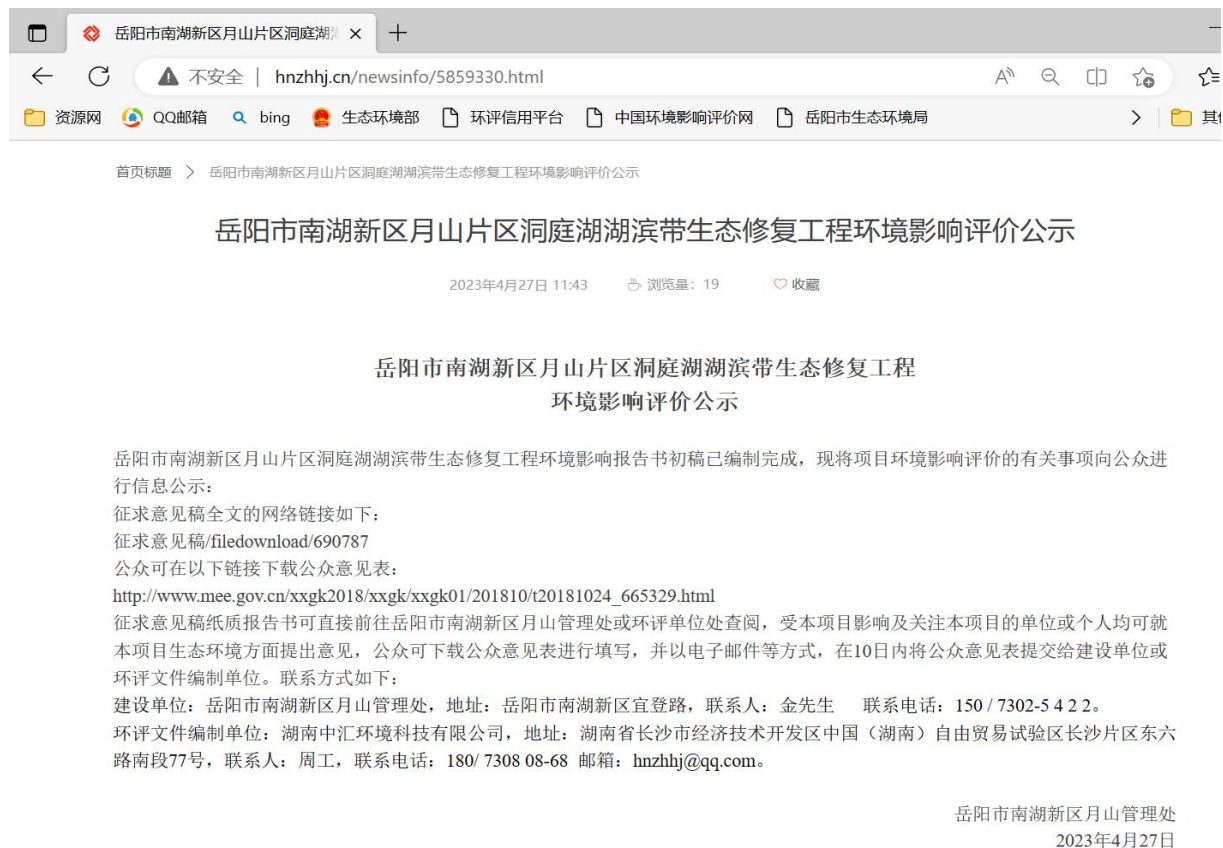 岳阳市南湖新区月山片区洞庭湖
不安全 | hnzhhj.cn/newsinfo/5859330.html
资源网 QQ邮箱 bing 生态环境部 环评信用平台 中国环境影响评价网 岳阳市生态环境局
首页标题 > 岳阳市南湖新区月山片区洞庭湖湖滨带生态修复工程环境影响评价公示
岳阳市南湖新区月山片区洞庭湖湖滨带生态修复工程环境影响评价公示
2023年4月27日 11:43 浏览量：19 收藏
岳阳市南湖新区月山片区洞庭湖湖滨带生态修复工程
环境影响评价公示
岳阳市南湖新区月山片区洞庭湖湖滨带生态修复工程环境影响报告书初稿已编制完成，现将项目环境影响评价的有关事项向公众进
行信息公示：
征求意见稿全文的网络链接如下：
征求意见稿/filedownload/690787
公众可在以下链接下载公众意见表：
http://www.mee.gov.cn/xxgk2018/xxgk/xxgk01/201810/t20181024_665329.html
征求意见稿纸质报告书可直接前往岳阳市南湖新区月山管理处或环评单位处查阅，受本项目影响及关注本项目的单位或个人均可就
本项目生态环境方面提出意见，公众可下载公众意见表进行填写，并以电子邮件等方式，在10日内将公众意见表提交给建设单位或
环评文件编制单位。联系方式如下：
建设单位：岳阳市南湖新区月山管理处，地址：岳阳市南湖新区宜登路，联系人：金先生 联系电话：150 / 7302-5 4 2 2。
环评文件编制单位：湖南中汇环境科技有限公司，地址：湖南省长沙市经济技术开发区中国（湖南）自由贸易试验区长沙片区东六
路南段77号，联系人：周工，联系电话：180/ 7308 08-68 邮箱：hnzhhj@qq.com。
岳阳市南湖新区月山管理处
2023年4月27日